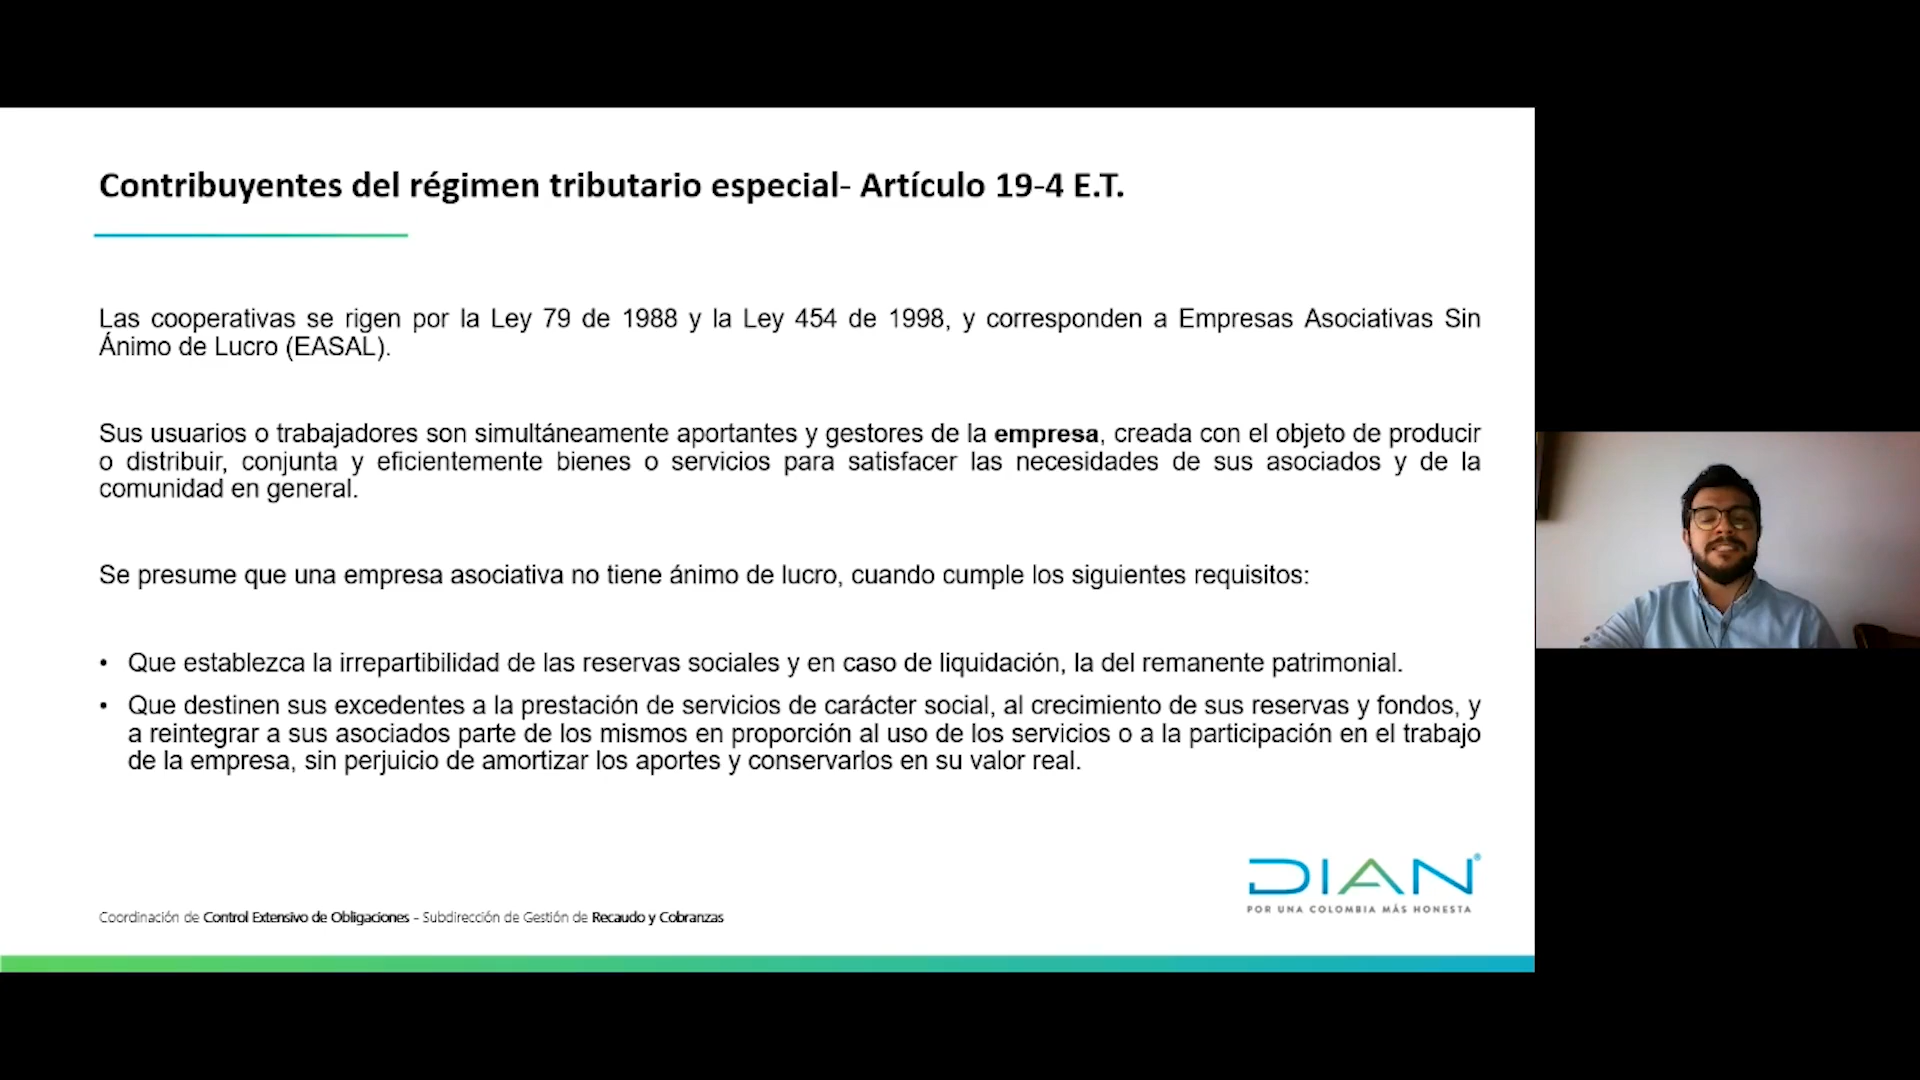 Contribuyentes del régimen tributario especial- Artículo 19-4 E.T.
Las cooperativas se rigen por la Ley 79 de 1988 y la Ley 454 de 1998, y corresponden a Empresas Asociativas Sin
Ánimo de Lucro (EASAL).
Sus usuarios o trabajadores son simultáneamente aportantes y gestores de la empresa, creada con el objeto de producir
o distribuir, conjunta y eficientemente bienes o servicios para satisfacer las necesidades de sus asociados y de la
comunidad en general.
Se presume que una empresa asociativa no tiene ánimo de lucro, cuando cumple los siguientes requisitos:
• Que establezca la irrepartibilidad de las reservas sociales y en caso de liquidación, la del remanente patrimonial.
• Que destinen sus excedentes a la prestación de servicios de carácter social, al crecimiento de sus reservas y fondos, y
a reintegrar a sus asociados parte de los mismos en proporción al uso de los servicios o a la participación en el trabajo
de la empresa, sin perjuicio de amortizar los aportes y conservarlos en su valor real.
DIAN®
POR UNA COLOMBIA MÁS HONESTA
Coordinación de Control Extensivo de Obligaciones - Subdirección de Gestión de Recaudo y Cobranzas